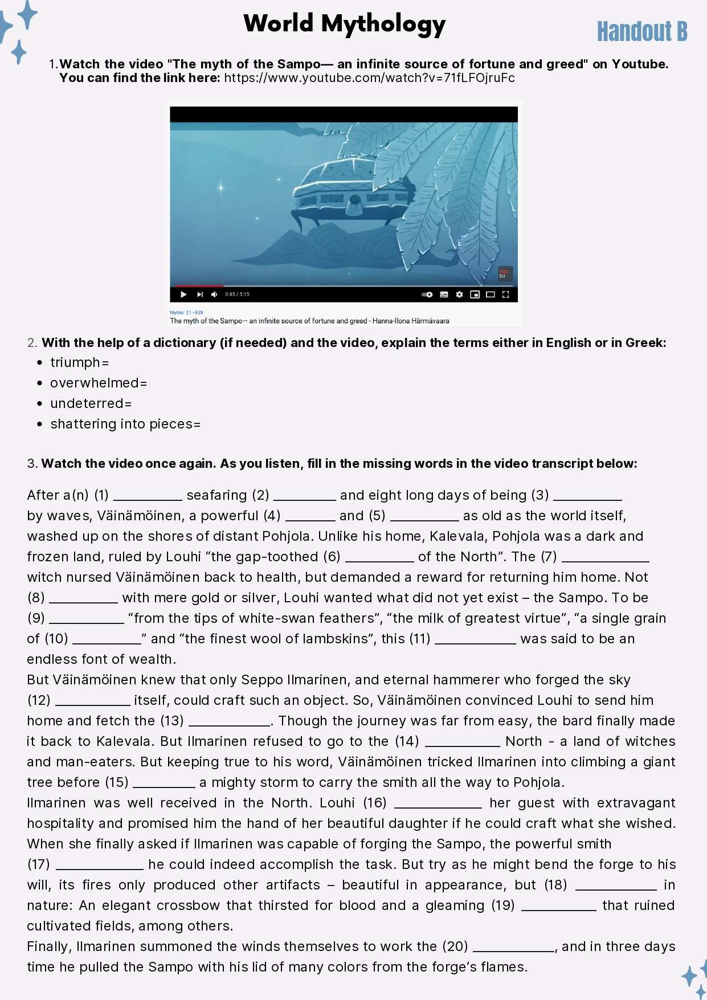 World Mythology
Handout B
1. Watch the video "The myth of the Sampo— an infinite source of fortune and greed" on Youtube.
You can find the link here: https://www.youtube.com/watch?v=71fLFOjruFc
TED
Ed
0:45 / 5:15
Mythic Σ1 • E28
The myth of the Sampo— an infinite source of fortune and greed - Hanna-Ilona Härmävaara
2. With the help of a dictionary (if needed) and the video, explain the terms either in English or in Greek:
• triumph=
• overwhelmed=
• undeterred=
• shattering into pieces=
3. Watch the video once again. As you listen, fill in the missing words in the video transcript below:
After a(n) (1) __________ seafaring (2) _________ and eight long days of being (3) __________
by waves, Väinämöinen, a powerful (4) _______ and (5) __________ as old as the world itself,
washed up on the shores of distant Pohjola. Unlike his home, Kalevala, Pohjola was a dark and
frozen land, ruled by Louhi “the gap-toothed (6) __________ of the North”. The (7) _____________
witch nursed Väinämöinen back to health, but demanded a reward for returning him home. Not
(8) __________ with mere gold or silver, Louhi wanted what did not yet exist – the Sampo. To be
(9) ___________ “from the tips of white-swan feathers”, “the milk of greatest virtue”, “a single grain
of (10) __________” and “the finest wool of lambskins”, this (11) ____________ was said to be an
endless font of wealth.
But Väinämöinen knew that only Seppo Ilmarinen, and eternal hammerer who forged the sky
(12) ___________ itself, could craft such an object. So, Väinämöinen convinced Louhi to send him
home and fetch the (13) ____________. Though the journey was far from easy, the bard finally made
it back to Kalevala. But Ilmarinen refused to go to the (14) ___________ North - a land of witches
and man-eaters. But keeping true to his word, Väinämöinen tricked Ilmarinen into climbing a giant
tree before (15) _________ a mighty storm to carry the smith all the way to Pohjola.
Ilmarinen was well received in the North. Louhi (16) _____________ her guest with extravagant
hospitality and promised him the hand of her beautiful daughter if he could craft what she wished.
When she finally asked if Ilmarinen was capable of forging the Sampo, the powerful smith
(17) _____________ he could indeed accomplish the task. But try as he might bend the forge to his
will, its fires only produced other artifacts – beautiful in appearance, but (18) ____________ in
nature: An elegant crossbow that thirsted for blood and a gleaming (19) ___________ that ruined
cultivated fields, among others.
Finally, Ilmarinen summoned the winds themselves to work the (20) ____________, and in three days
time he pulled the Sampo with his lid of many colors from the forge’s flames.